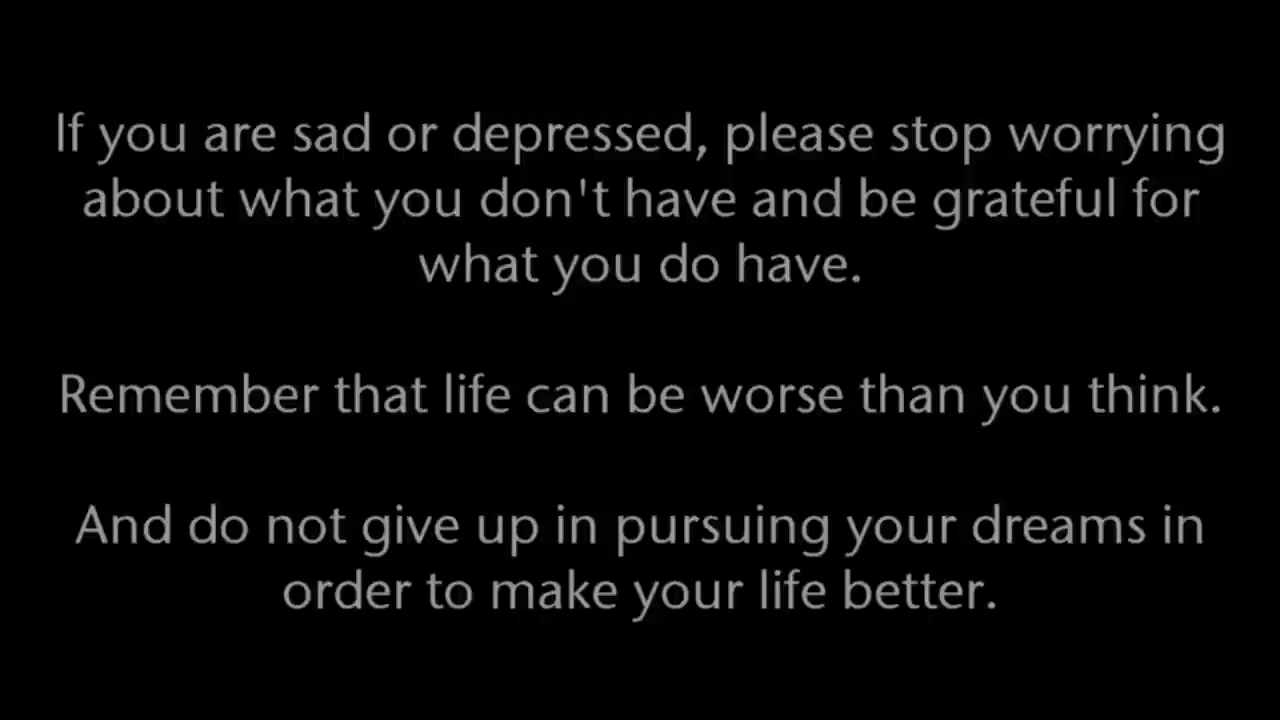 If you are sad or depressed, please stop worrying
about what you don't have and be grateful for
what you do have.
Remember that life can be worse than you think.
And do not give up in pursuing your dreams in
order to make your life better.